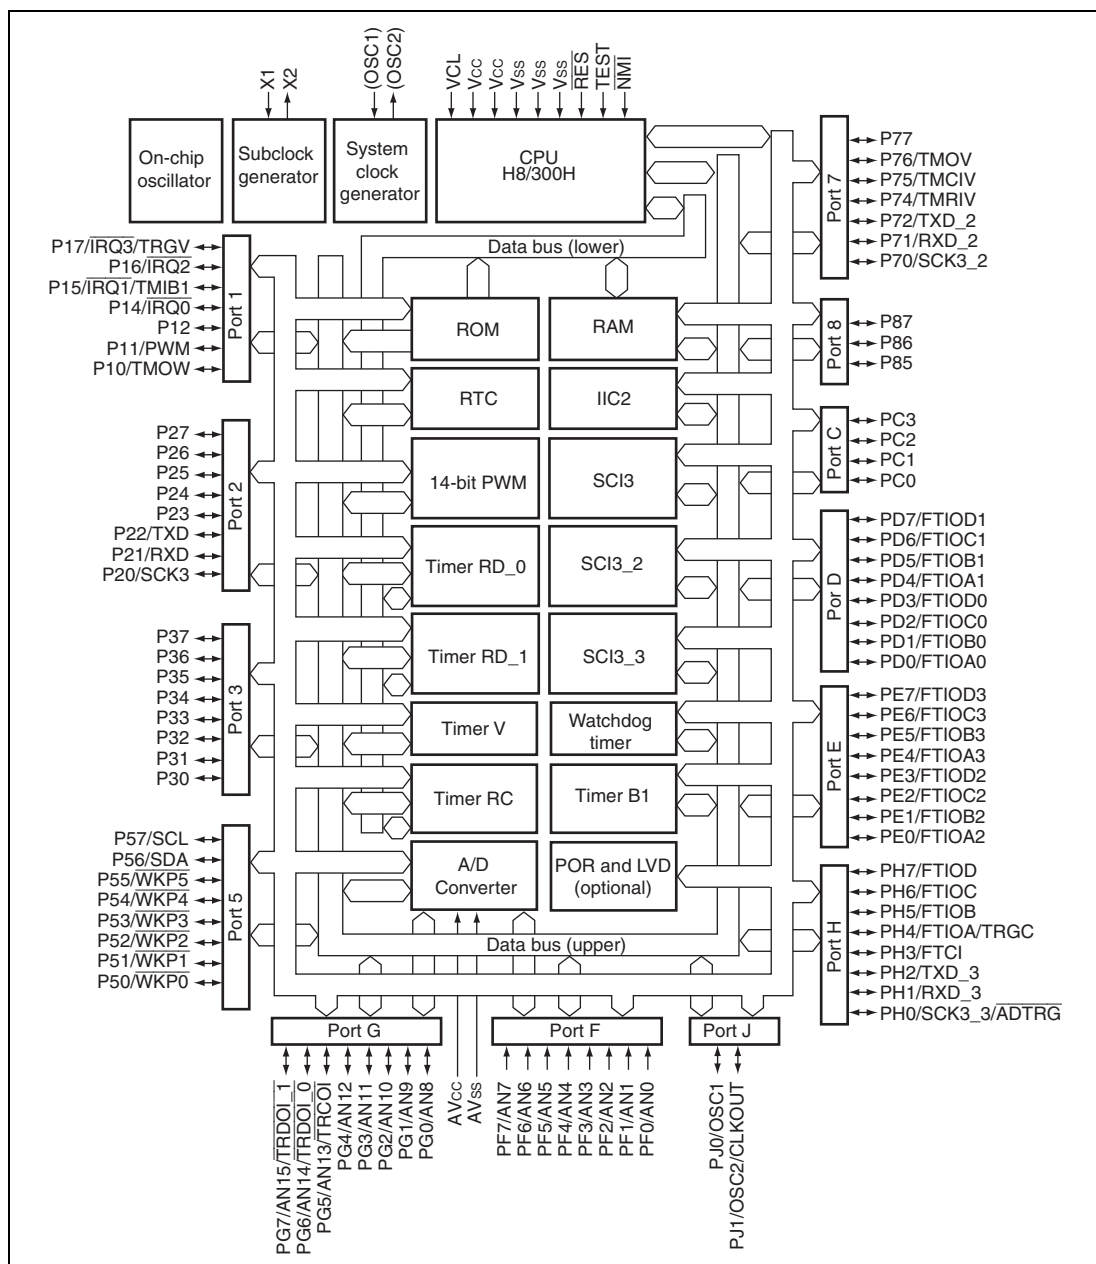 X1
X2
(OSC1)
(OSC2)
VCL
VCC
VCC
VSS
VSS
VSS
RES
TEST
NMI
On-chip
oscillator
Subclock
generator
System
clock
generator
CPU
H8/300H
Data bus (lower)
P17/IRQ3/TRGV
P16/IRQ2
P15/IRQ1/TMIB1
P14/IRQ0
P12
P11/PWM
P10/TMOW
Port 1
P27
P26
P25
P24
P23
P22/TXD
P21/RXD
P20/SCK3
Port 2
P37
P36
P35
P34
P33
P32
P31
P30
Port 3
P57/SCL
P56/SDA
P55/WKP5
P54/WKP4
P53/WKP3
P52/WKP2
P51/WKP1
P50/WKP0
Port 5
ROM
RAM
RTC
IIC2
14-bit PWM
SCI3
Timer RD_0
SCI3_2
Timer RD_1
SCI3_3
Timer V
Watchdog
timer
Timer RC
Timer B1
A/D
Converter
POR and LVD
(optional)
Data bus (upper)
Port 7
P77
P76/TMOV
P75/TMCIV
P74/TMRIV
P72/TXD_2
P71/RXD_2
P70/SCK3_2
Port 8
P87
P86
P85
Port C
PC3
PC2
PC1
PC0
Por D
PD7/FTIOD1
PD6/FTIOC1
PD5/FTIOB1
PD4/FTIOA1
PD3/FTIOD0
PD2/FTIOC0
PD1/FTIOB0
PD0/FTIOA0
Port E
PE7/FTIOD3
PE6/FTIOC3
PE5/FTIOB3
PE4/FTIOA3
PE3/FTIOD2
PE2/FTIOC2
PE1/FTIOB2
PE0/FTIOA2
Port H
PH7/FTIOD
PH6/FTIOC
PH5/FTIOB
PH4/FTIOA/TRGC
PH3/FTCI
PH2/TXD_3
PH1/RXD_3
PH0/SCK3_3/ADTRG
Port G
Port F
Port J
PG7/AN15/TRDOI_1
PG6/AN14/TRDOI_0
PG5/AN13/TRCOI
PG4/AN12
PG3/AN11
PG2/AN10
PG1/AN9
PG0/AN8
AVCC
AVSS
PF7/AN7
PF6/AN6
PF5/AN5
PF4/AN4
PF3/AN3
PF2/AN2
PF1/AN1
PF0/AN0
PJ0/OSC1
PJ1/OSC2/CLKOUT